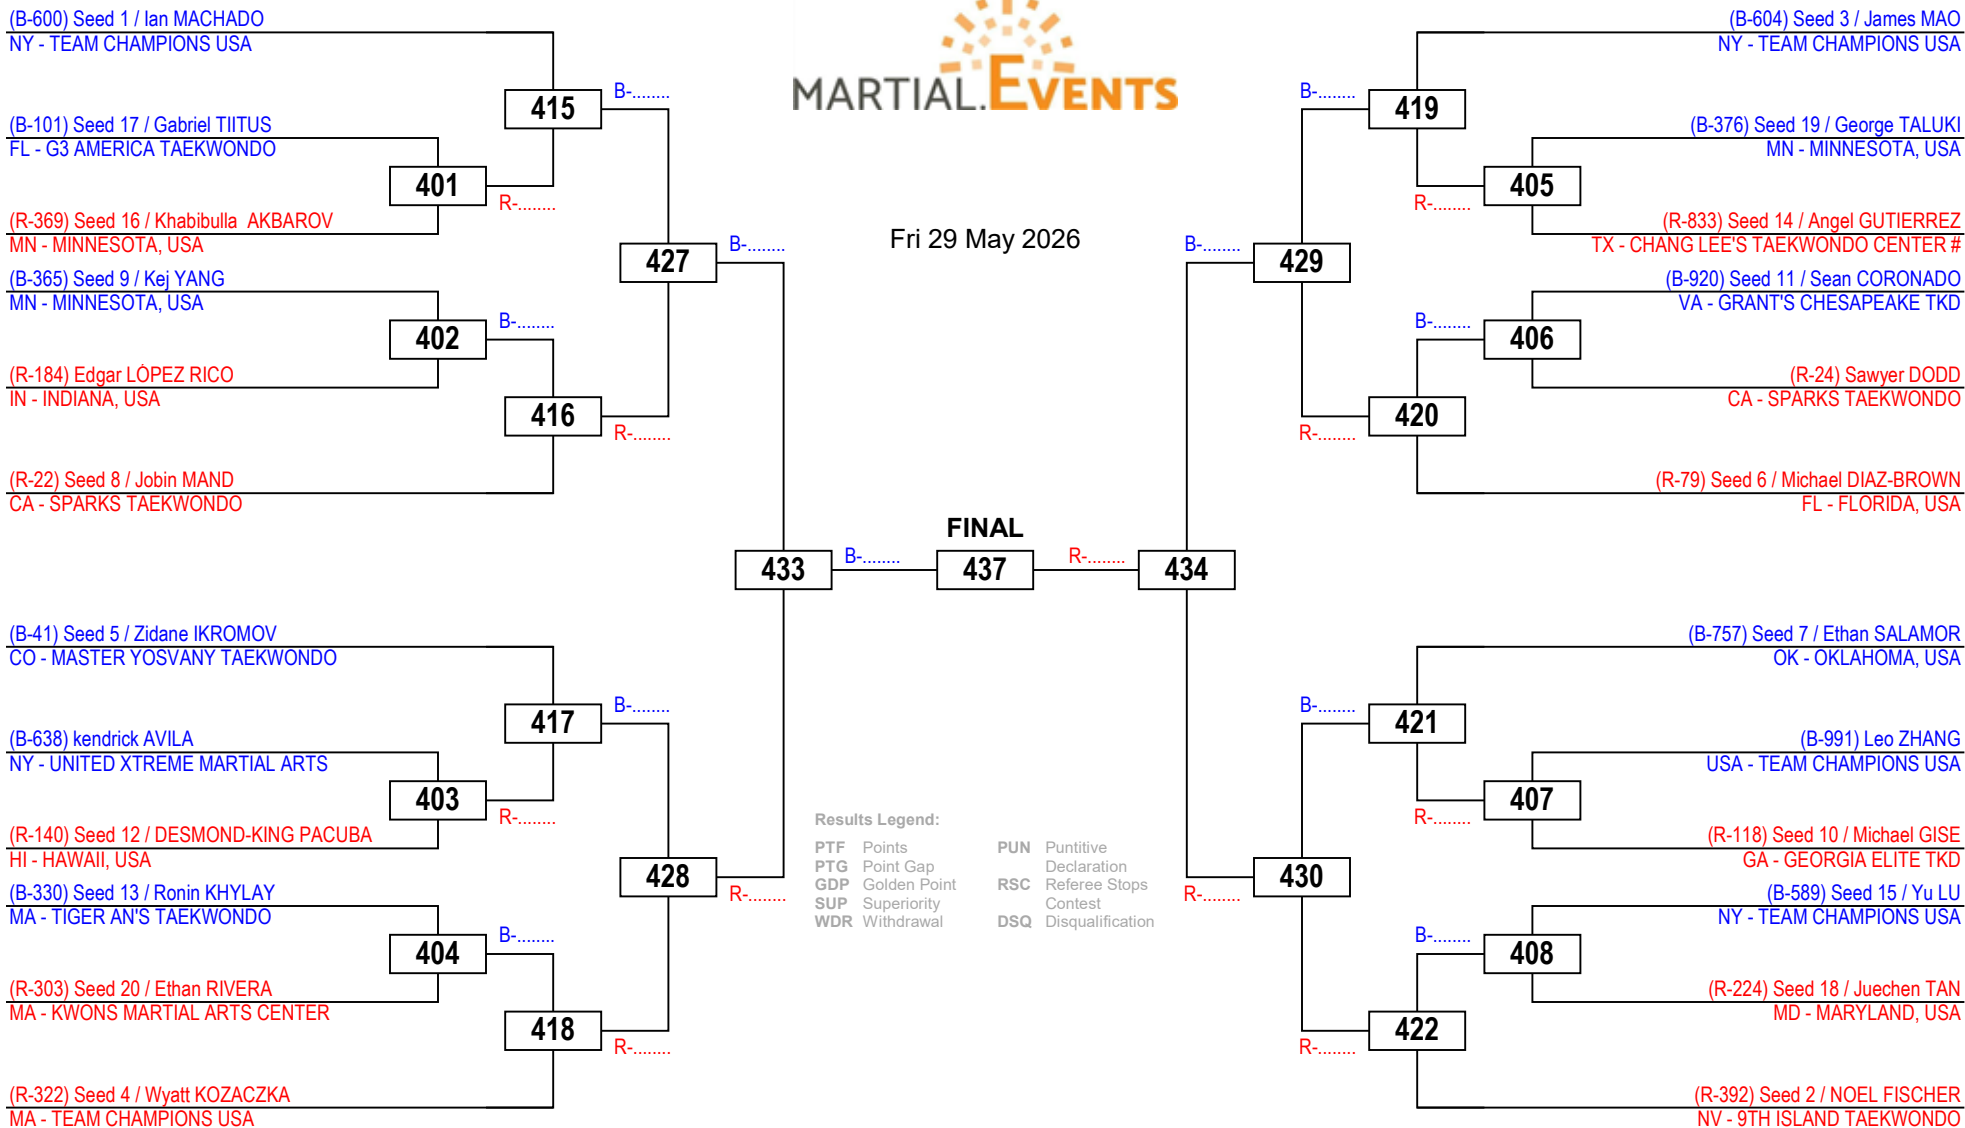 (B-600) Seed 1 / Ian MACHADO
NY - TEAM CHAMPIONS USA
415
B-........
(B-101) Seed 17 / Gabriel TIITUS
FL - G3 AMERICA TAEKWONDO
401
R-........
(R-369) Seed 16 / Khabibulla  AKBAROV
MN - MINNESOTA, USA
427
B-........
(B-365) Seed 9 / Kej YANG
MN - MINNESOTA, USA
402
B-........
(R-184) Edgar LÓPEZ RICO
IN - INDIANA, USA
416
R-........
(R-22) Seed 8 / Jobin MAND
CA - SPARKS TAEKWONDO
433
B-........
(B-41) Seed 5 / Zidane IKROMOV
CO - MASTER YOSVANY TAEKWONDO
417
B-........
(B-638) kendrick AVILA
NY - UNITED XTREME MARTIAL ARTS
403
R-........
(R-140) Seed 12 / DESMOND-KING PACUBA
HI - HAWAII, USA
428
R-........
(B-330) Seed 13 / Ronin KHYLAY
MA - TIGER AN'S TAEKWONDO
404
B-........
(R-303) Seed 20 / Ethan RIVERA
MA - KWONS MARTIAL ARTS CENTER
418
R-........
(R-322) Seed 4 / Wyatt KOZACZKA
MA - TEAM CHAMPIONS USA
MARTIAL.EVENTS
Fri 29 May 2026
FINAL
437
Results Legend:
PTF Points
PTG Point Gap
GDP Golden Point
SUP Superiority
WDR Withdrawal
PUN Puntitive
Declaration
RSC Referee Stops
Contest
DSQ Disqualification
(B-604) Seed 3 / James MAO
NY - TEAM CHAMPIONS USA
B-........
419
(B-376) Seed 19 / George TALUKI
MN - MINNESOTA, USA
405
R-........
(R-833) Seed 14 / Angel GUTIERREZ
TX - CHANG LEE'S TAEKWONDO CENTER #
B-........
429
(B-920) Seed 11 / Sean CORONADO
VA - GRANT'S CHESAPEAKE TKD
B-........
406
(R-24) Sawyer DODD
CA - SPARKS TAEKWONDO
420
R-........
(R-79) Seed 6 / Michael DIAZ-BROWN
FL - FLORIDA, USA
R-........
434
(B-757) Seed 7 / Ethan SALAMOR
OK - OKLAHOMA, USA
B-........
421
(B-991) Leo ZHANG
USA - TEAM CHAMPIONS USA
407
R-........
(R-118) Seed 10 / Michael GISE
GA - GEORGIA ELITE TKD
430
R-........
(B-589) Seed 15 / Yu LU
NY - TEAM CHAMPIONS USA
B-........
408
(R-224) Seed 18 / Juechen TAN
MD - MARYLAND, USA
422
R-........
(R-392) Seed 2 / NOEL FISCHER
NV - 9TH ISLAND TAEKWONDO